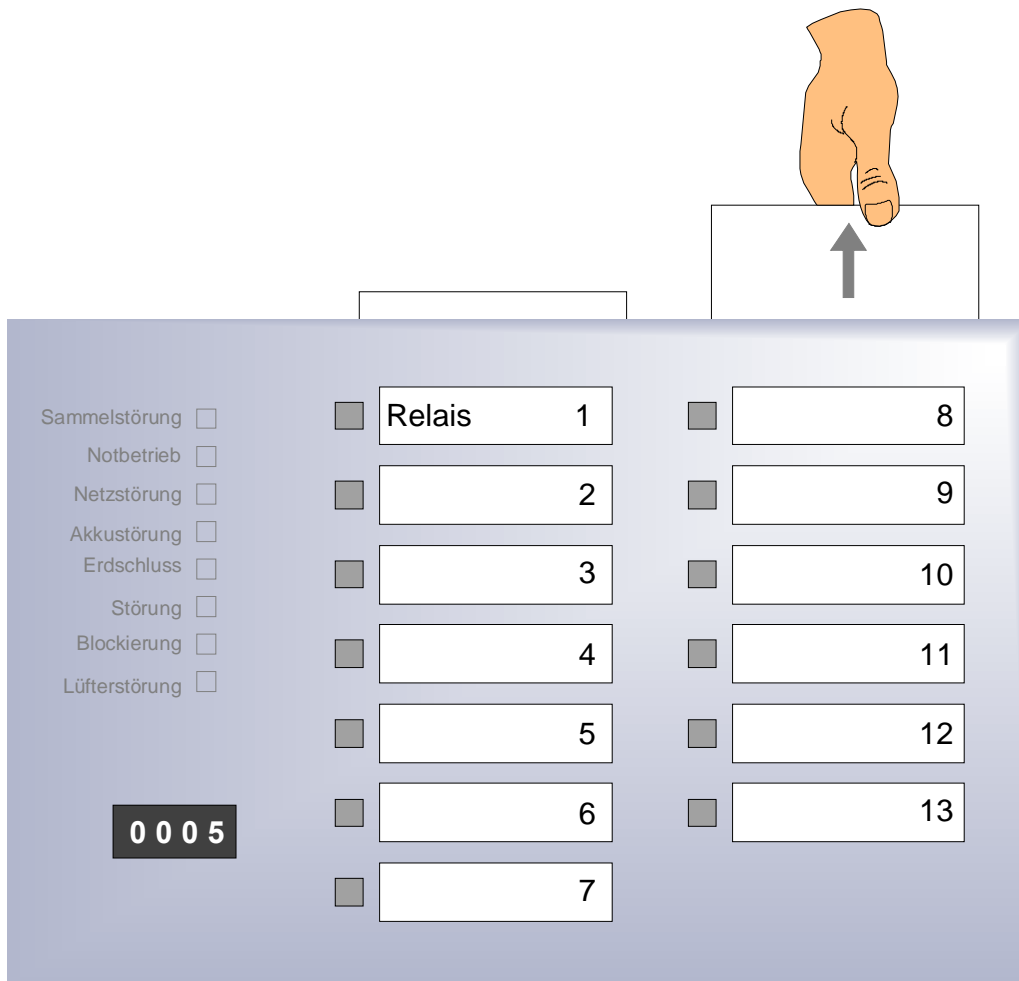 Sammelstörung
Notbetrieb
Netzstörung
Akkustörung
Erdschluss
Störung
Blockierung
Lüfterstörung
0005
Relais 1
2
3
4
5
6
7
8
9
10
11
12
13